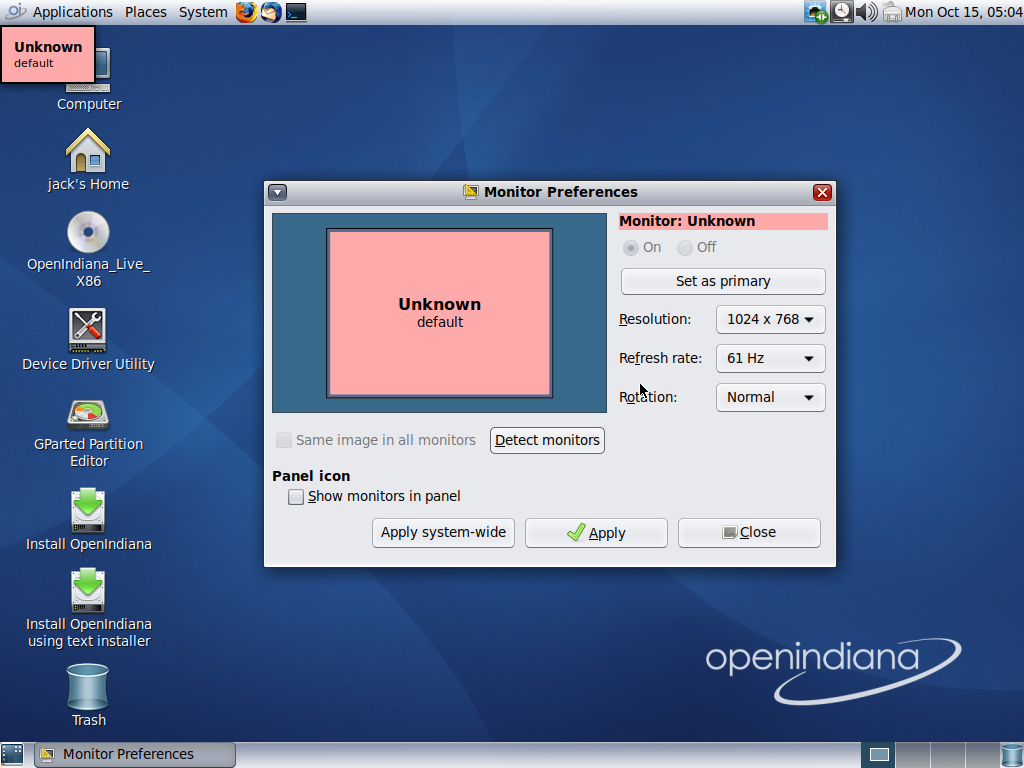 Applications Places System
Mon Oct 15, 05:04
Unknown
default
Computer
jack's Home
OpenIndiana_Live_
X86
Device Driver Utility
GParted Partition
Editor
Install OpenIndiana
Install OpenIndiana
using text installer
Trash
Monitor Preferences
Unknown
default
Monitor: Unknown
On Off
Set as primary
Resolution: 1024 x 768
Refresh rate: 61 Hz
Rotation: Normal
Same image in all monitors Detect monitors
Panel icon
Show monitors in panel
Apply system-wide Apply Close
openindiana
Monitor Preferences